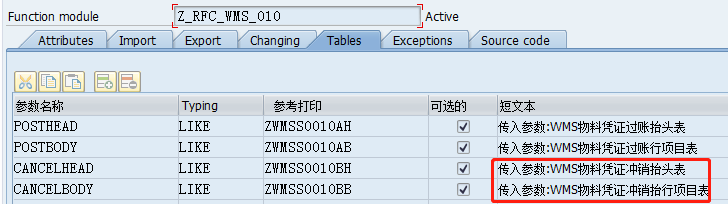 Function module Z_RFC_WMS_010 Active
Attributes Import Export Changing Tables Exceptions Source code
参数名称 Typing 参考打印 可选的 短文本
POSTHEAD LIKE ZWMSS0010AH 传入参数:WMS物料凭证过账抬头表
POSTBODY LIKE ZWMSS0010AB 传入参数:WMS物料凭证过账行项目表
CANCELHEAD LIKE ZWMSS0010BH 传入参数:WMS物料凭证冲销抬头表
CANCELBODY LIKE ZWMSS0010BB 传入参数:WMS物料凭证冲销抬行项目表